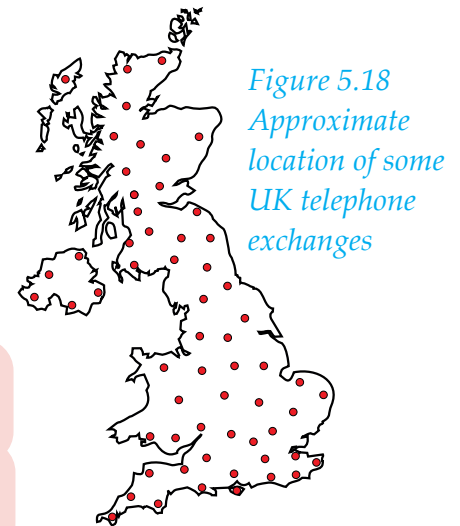 Figure 5.18
Approximate
location of some
UK telephone
exchanges